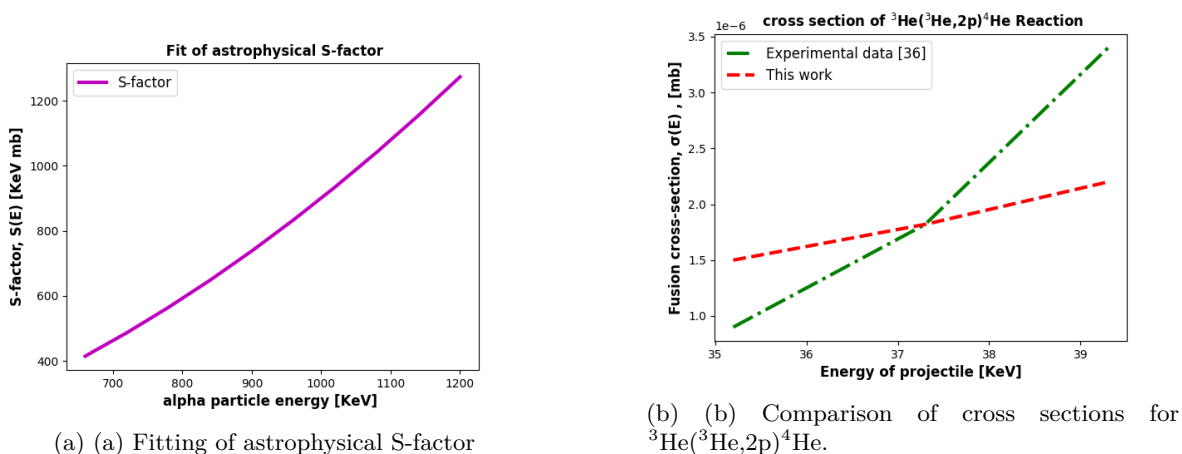 Fit of astrophysical S-factor
S-factor
S-factor, S(E) [KeV mb]
1200
1000
800
600
400
700 800 900 1000 1100 1200
alpha particle energy [KeV]
(a) (a) Fitting of astrophysical S-factor
cross section of ³He(³He,2p)⁴He Reaction
1e−6
Experimental data [36]
This work
Fusion cross-section, σ(E) , [mb]
3.5
3.0
2.5
2.0
1.5
1.0
35 36 37 38 39
Energy of projectile [KeV]
(b) (b) Comparison of cross sections for
³He(³He,2p)⁴He.